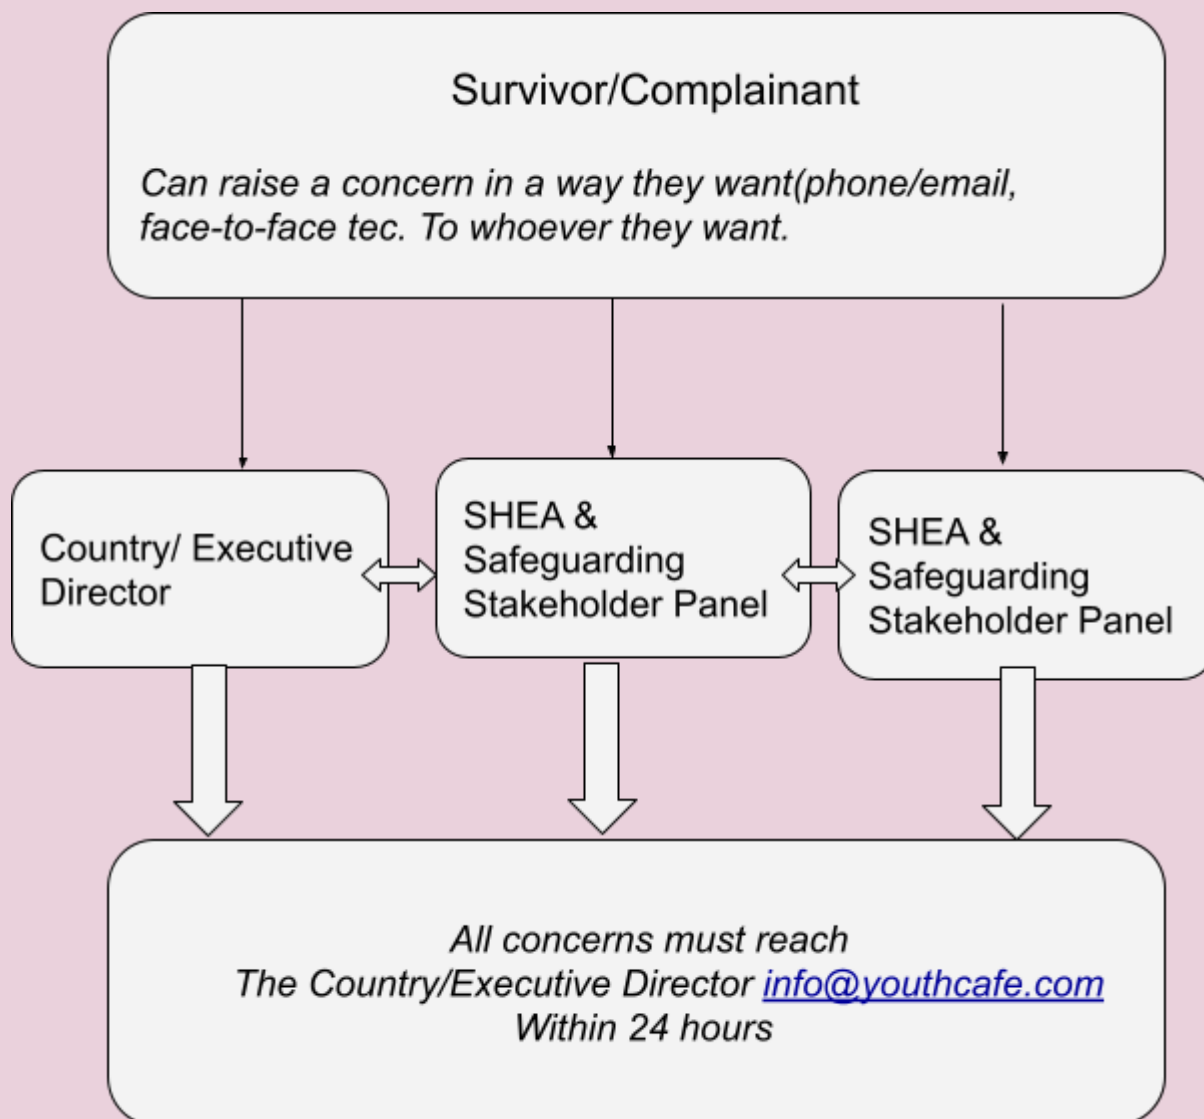 Survivor/Complainant
Can raise a concern in a way they want(phone/email,
face-to-face tec. To whoever they want.
Country/ Executive
Director
SHEA &
Safeguarding
Stakeholder Panel
SHEA &
Safeguarding
Stakeholder Panel
All concerns must reach
The Country/Executive Director info@youthcafe.com
Within 24 hours